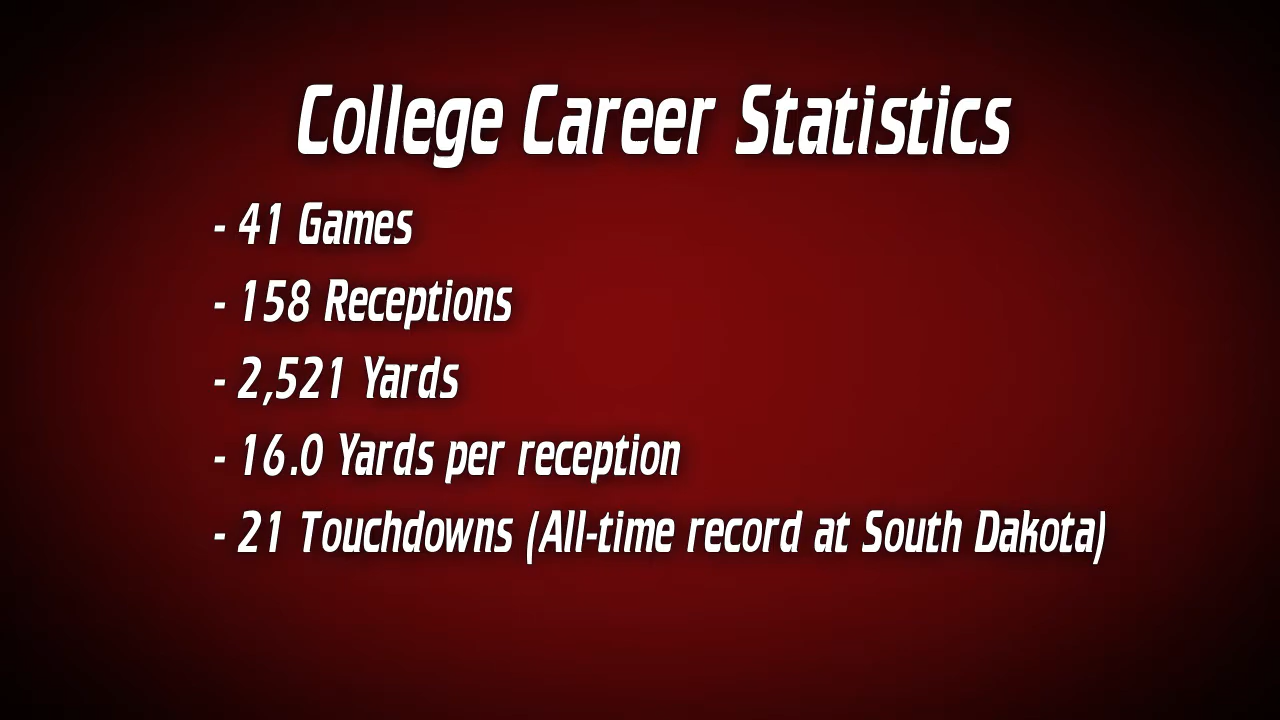 College Career Statistics
- 41 Games
- 158 Receptions
- 2,521 Yards
- 16.0 Yards per reception
- 21 Touchdowns (All-time record at South Dakota)